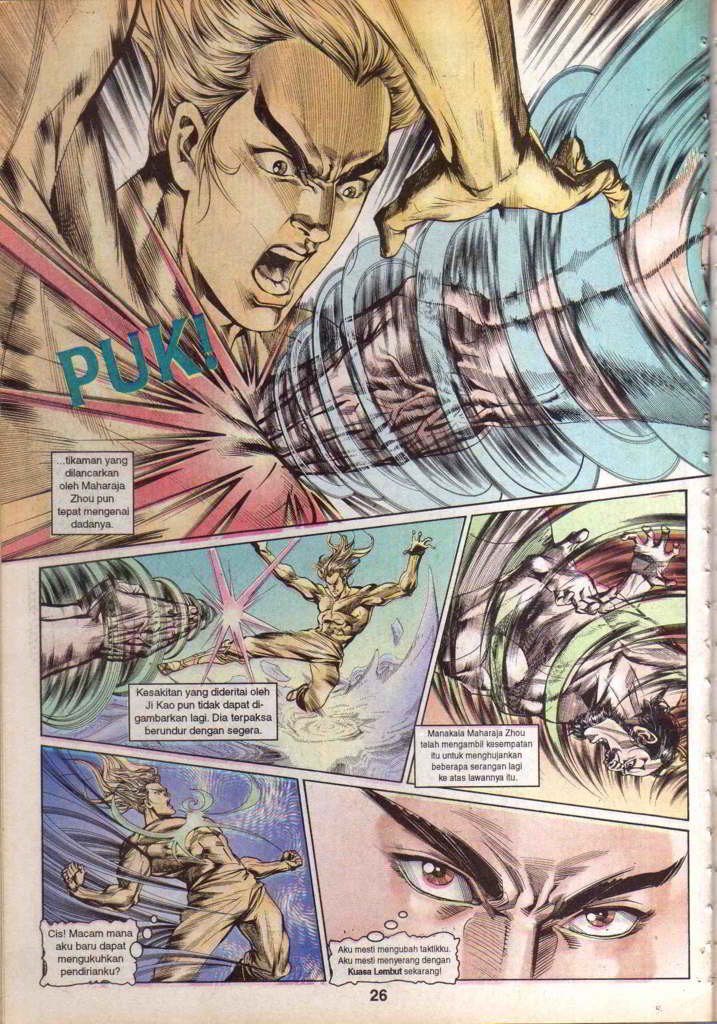 PUK!
...tikaman yang
dilancarkan
oleh Maharaja
Zhou pun
tepat mengenai
dadanya.
Kesakitan yang dideritai oleh
Ji Kao pun tidak dapat di-
gambarkan lagi. Dia terpaksa
berundur dengan segera.
Manakala Maharaja Zhou
telah mengambil kesempatan
itu untuk menghujankan
beberapa serangan lagi
ke atas lawannya itu.
Cis! Macam mana
aku baru dapat
mengukuhkan
pendirianku?
Aku mesti mengubah taktikku.
Aku mesti menyerang dengan
Kuasa Lembut sekarang!
26